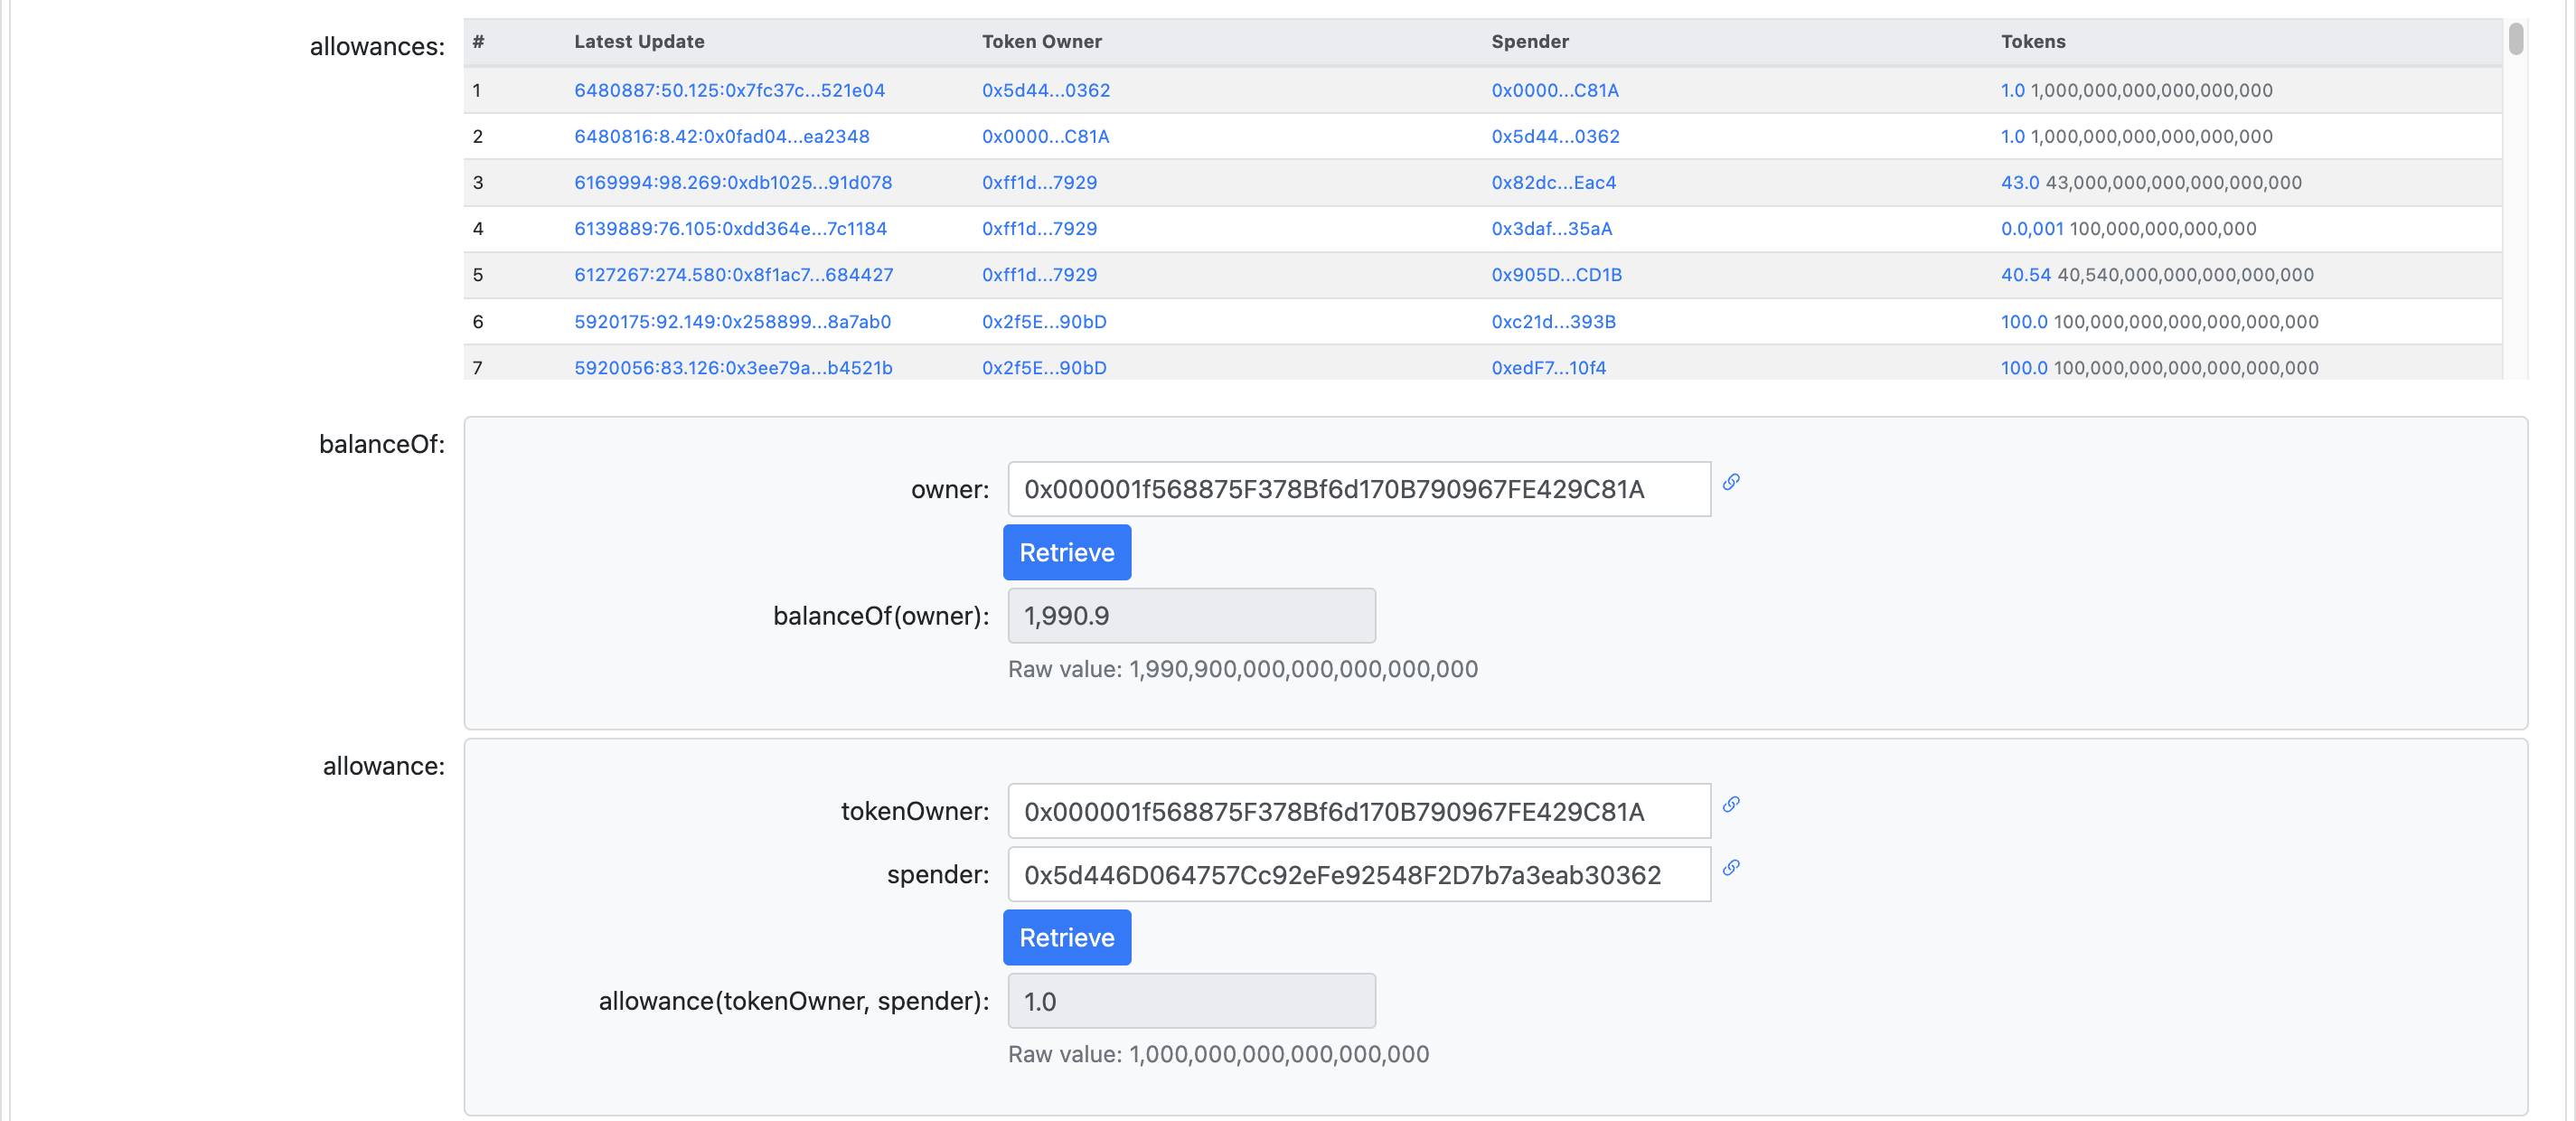 allowances:
# Latest Update Token Owner Spender Tokens
1 6480887:50.125:0x7fc37c...521e04 0x5d44...0362 0x0000...C81A 1.0 1,000,000,000,000,000,000
2 6480816:8.42:0x0fad04...ea2348 0x0000...C81A 0x5d44...0362 1.0 1,000,000,000,000,000,000
3 6169994:98.269:0xdb1025...91d078 0xff1d...7929 0x82dc...Eac4 43.0 43,000,000,000,000,000,000
4 6139889:76.105:0xdd364e...7c1184 0xff1d...7929 0x3daf...35aA 0.0,001 100,000,000,000,000
5 6127267:274.580:0x8f1ac7...684427 0xff1d...7929 0x905D...CD1B 40.54 40,540,000,000,000,000,000
6 5920175:92.149:0x258899...8a7ab0 0x2f5E...90bD 0xc21d...393B 100.0 100,000,000,000,000,000,000
7 5920056:83.126:0x3ee79a...b4521b 0x2f5E...90bD 0xedF7...10f4 100.0 100,000,000,000,000,000,000
balanceOf:
owner: 0x000001f568875F378Bf6d170B790967FE429C81A
Retrieve
balanceOf(owner): 1,990.9
Raw value: 1,990,900,000,000,000,000,000
allowance:
tokenOwner: 0x000001f568875F378Bf6d170B790967FE429C81A
spender: 0x5d446D064757Cc92eFe92548F2D7b7a3eab30362
Retrieve
allowance(tokenOwner, spender): 1.0
Raw value: 1,000,000,000,000,000,000